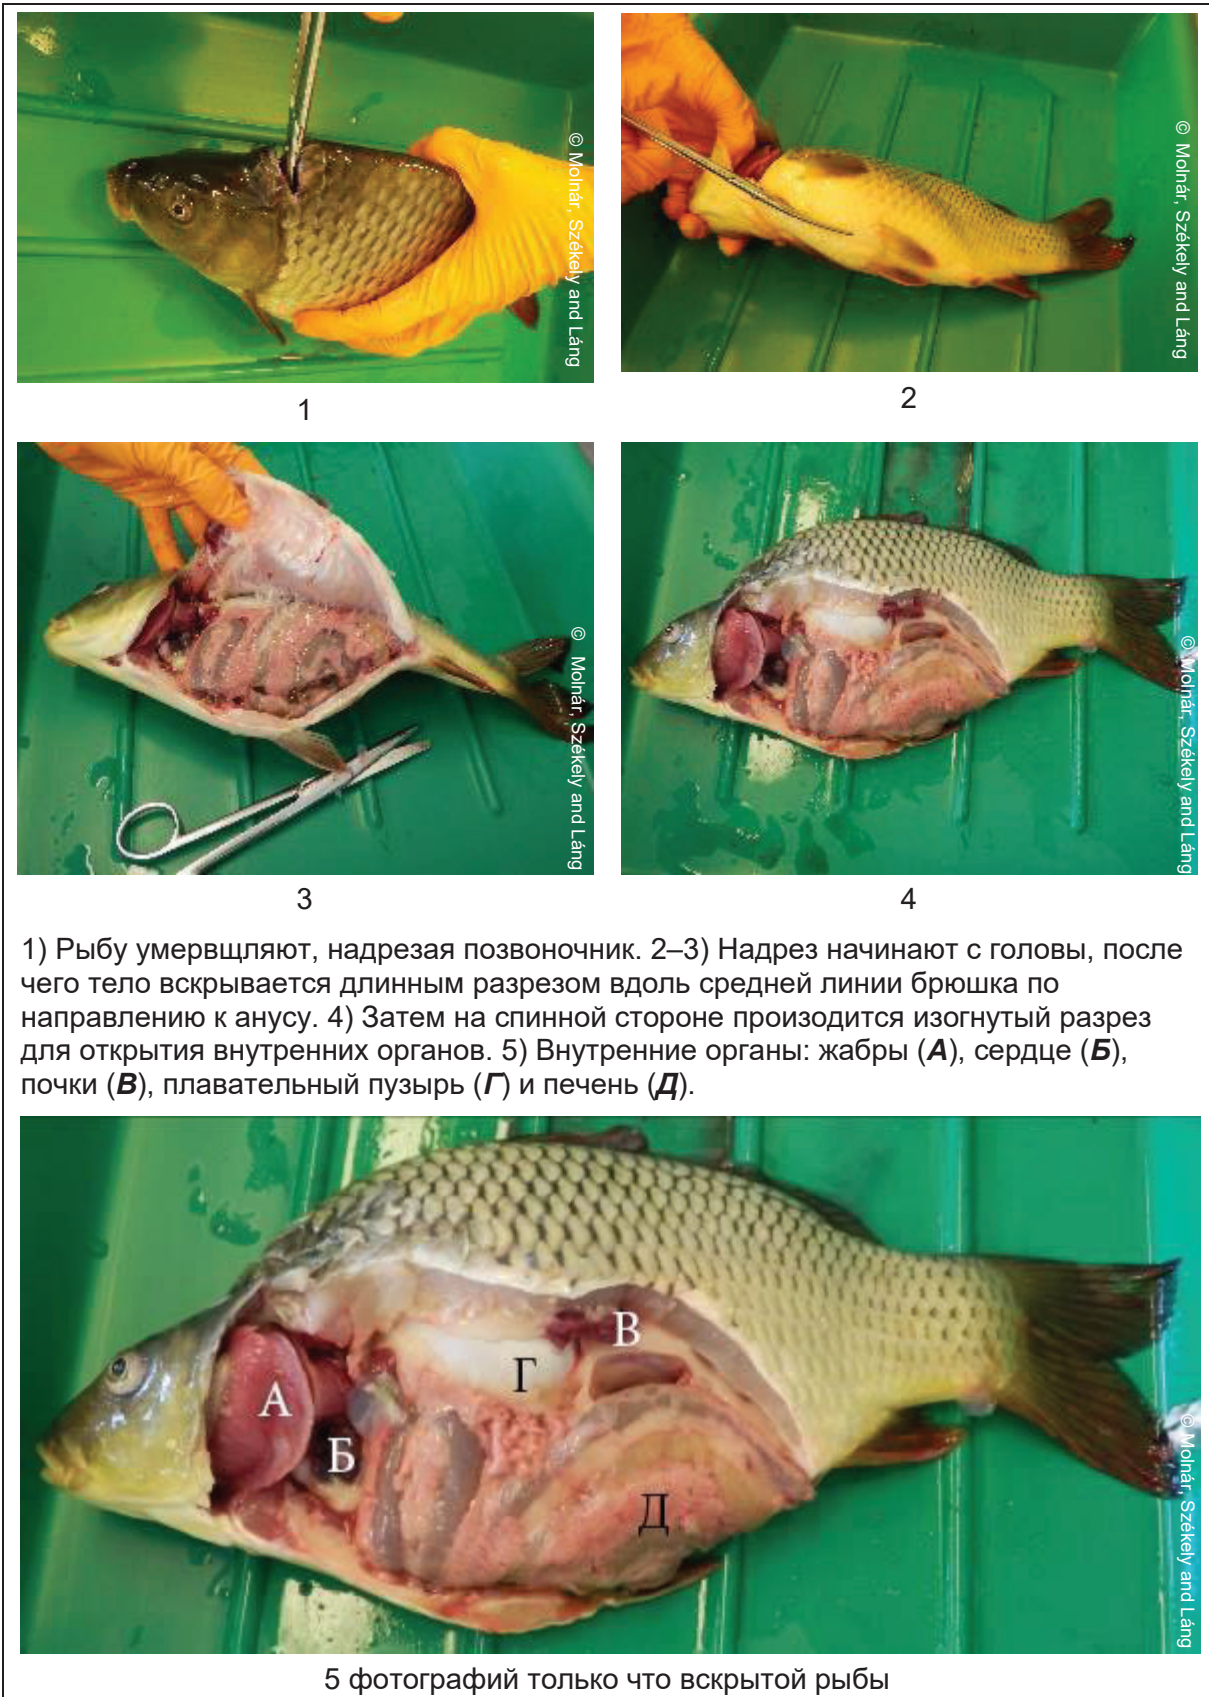 © Molnár, Székely and Láng
© Molnár, Székely and Láng
1
2
© Molnár, Székely and Láng
© Molnár, Székely and Láng
3
4
1) Рыбу умервщляют, надрезая позвоночник. 2–3) Надрез начинают с головы, после
чего тело вскрывается длинным разрезом вдоль средней линии брюшка по
направлению к анусу. 4) Затем на спинной стороне произодится изогнутый разрез
для открытия внутренних органов. 5) Внутренние органы: жабры (А), сердце (Б),
почки (В), плавательный пузырь (Г) и печень (Д).
В
Г
А
Б
Д
© Molnár, Székely and Láng
5 фотографий только что вскрытой рыбы